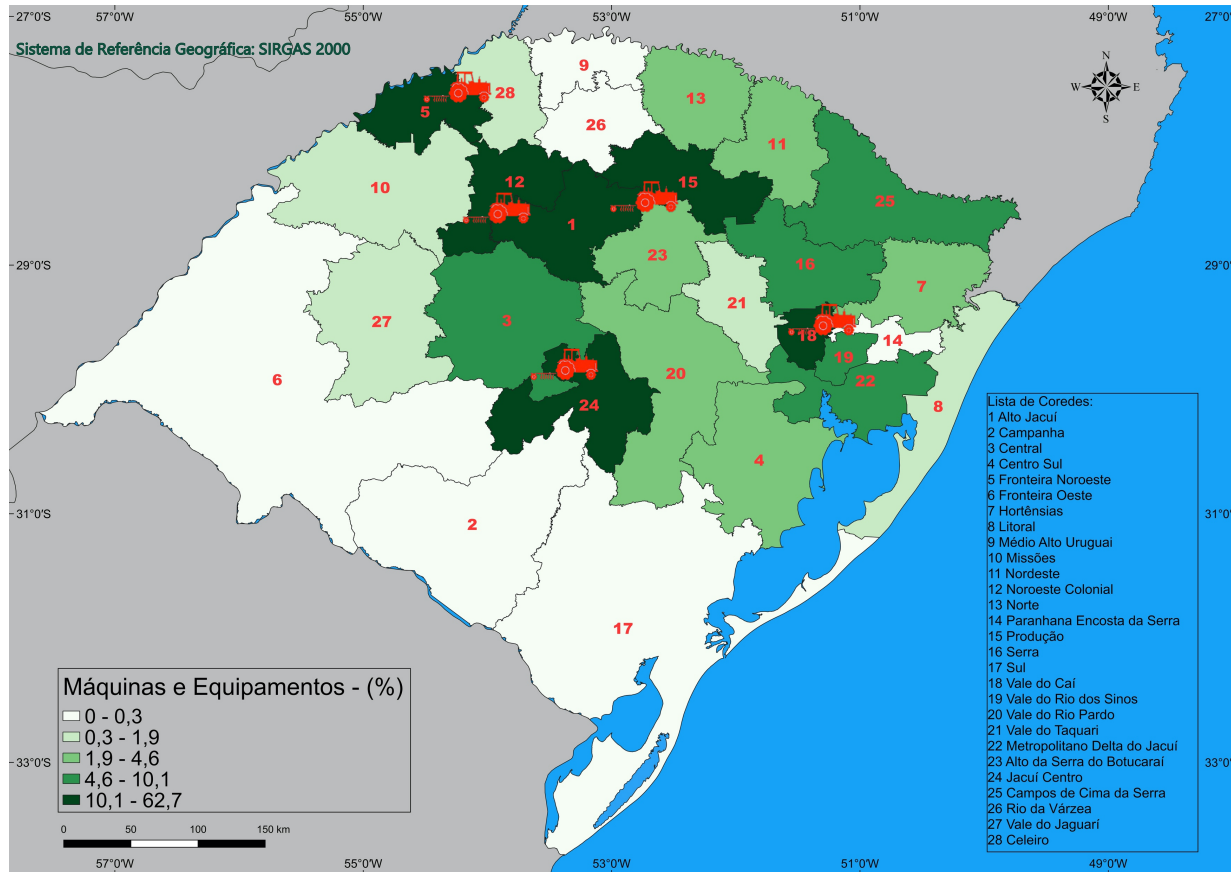 27°0'S
57°0'W
55°0'W
53°0'W
51°0'W
49°0'W
27°0'
Sistema de Referência Geográfica: SIRGAS 2000
N
W
E
S
9
28
5
13
26
11
12
15
10
25
1
29°0'S
29°0'
23
16
7
21
27
3
18
14
19
6
20
22
24
8
4
31°0'S
31°0'
2
17
Lista de Coredes:
1 Alto Jacuí
2 Campanha
3 Central
4 Centro Sul
5 Fronteira Noroeste
6 Fronteira Oeste
7 Hortênsias
8 Litoral
9 Médio Alto Uruguai
10 Missões
11 Nordeste
12 Noroeste Colonial
13 Norte
14 Paranhana Encosta da Serra
15 Produção
16 Serra
17 Sul
18 Vale do Caí
19 Vale do Rio dos Sinos
20 Vale do Rio Pardo
21 Vale do Taquari
22 Metropolitano Delta do Jacuí
23 Alto da Serra do Botucaraí
24 Jacuí Centro
25 Campos de Cima da Serra
26 Rio da Várzea
27 Vale do Jaguarí
28 Celeiro
Máquinas e Equipamentos - (%)
0 - 0,3
0,3 - 1,9
1,9 - 4,6
4,6 - 10,1
10,1 - 62,7
0 50 100 150 km
33°0'S
33°0'
57°0'W
55°0'W
53°0'W
51°0'W
49°0'W